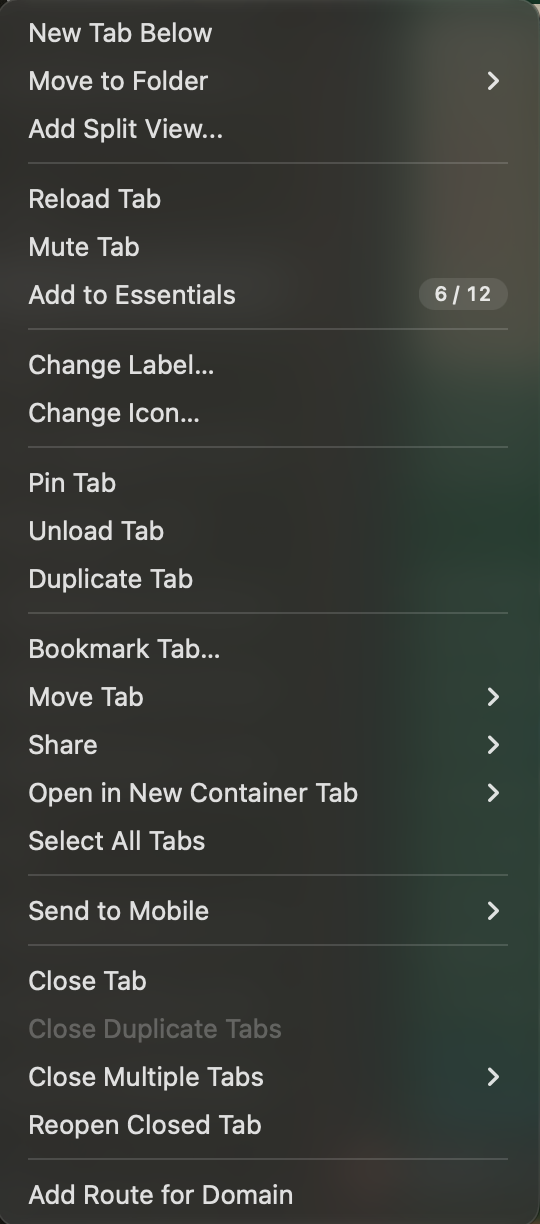 New Tab Below
Move to Folder
Add Split View...
Reload Tab
Mute Tab
Add to Essentials 6 / 12
Change Label...
Change Icon...
Pin Tab
Unload Tab
Duplicate Tab
Bookmark Tab...
Move Tab
Share
Open in New Container Tab
Select All Tabs
Send to Mobile
Close Tab
Close Duplicate Tabs
Close Multiple Tabs
Reopen Closed Tab
Add Route for Domain